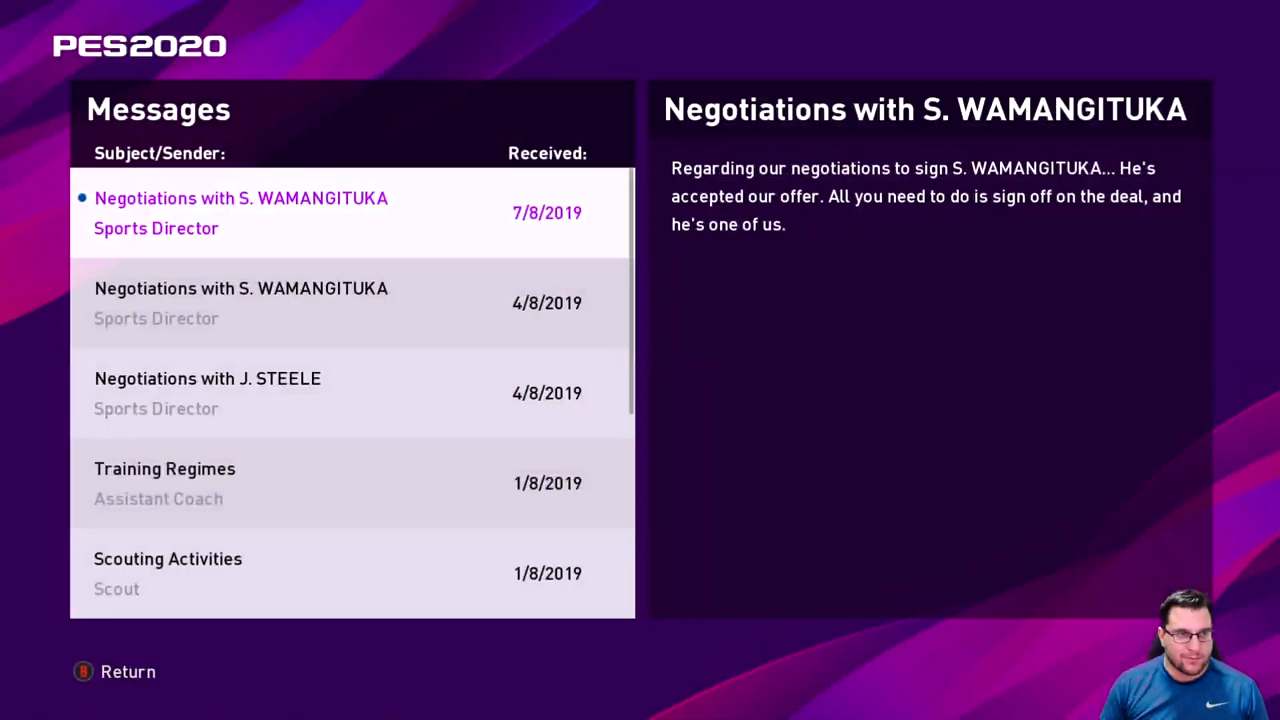 PES2020
Messages
Subject/Sender:
Received:
Negotiations with S. WAMANGITUKA
Sports Director
7/8/2019
Negotiations with S. WAMANGITUKA
Sports Director
4/8/2019
Negotiations with J. STEELE
Sports Director
4/8/2019
Training Regimes
Assistant Coach
1/8/2019
Scouting Activities
Scout
1/8/2019
Negotiations with S. WAMANGITUKA
Regarding our negotiations to sign S. WAMANGITUKA... He's
accepted our offer. All you need to do is sign off on the deal, and
he's one of us.
B Return